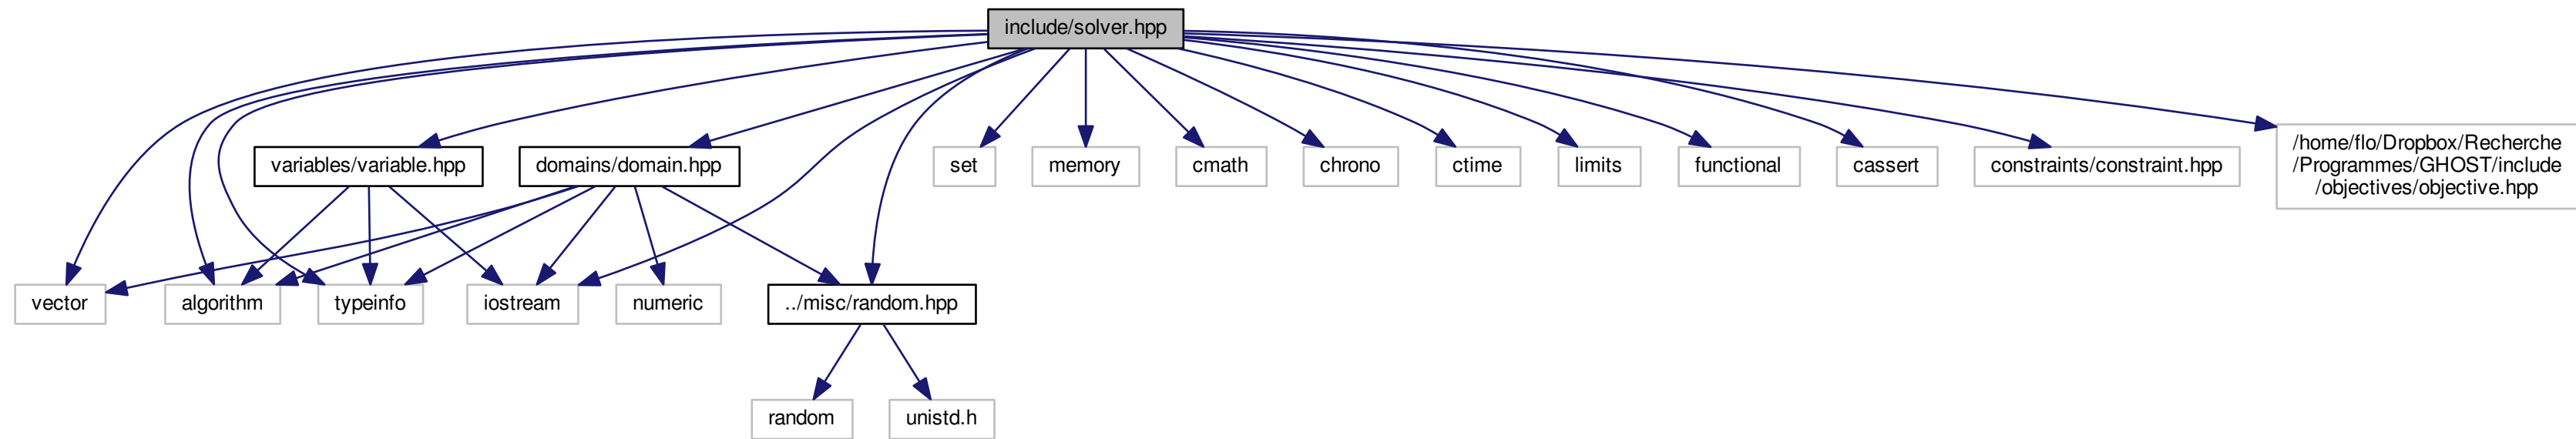 include/solver.hpp
variables/variable.hpp
domains/domain.hpp
set
memory
cmath
chrono
ctime
limits
functional
cassert
constraints/constraint.hpp
/home/flo/Dropbox/Recherche
/Programmes/GHOST/include
/objectives/objective.hpp
vector
algorithm
typeinfo
iostream
numeric
../misc/random.hpp
random
unistd.h